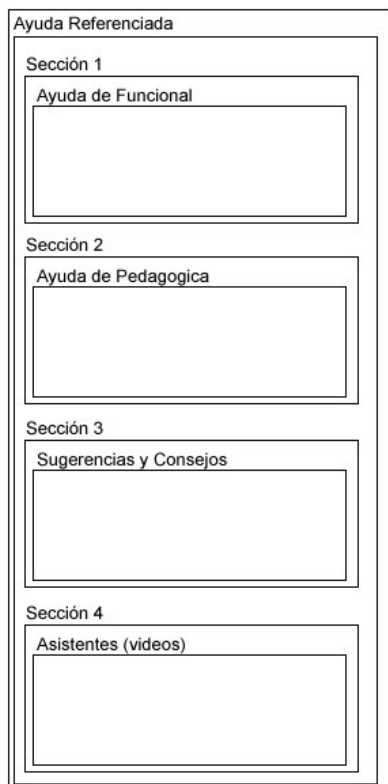 Ayuda Referenciada
Sección 1
Ayuda de Funcional
Sección 2
Ayuda de Pedagogica
Sección 3
Sugerencias y Consejos
Sección 4
Asistentes (videos)